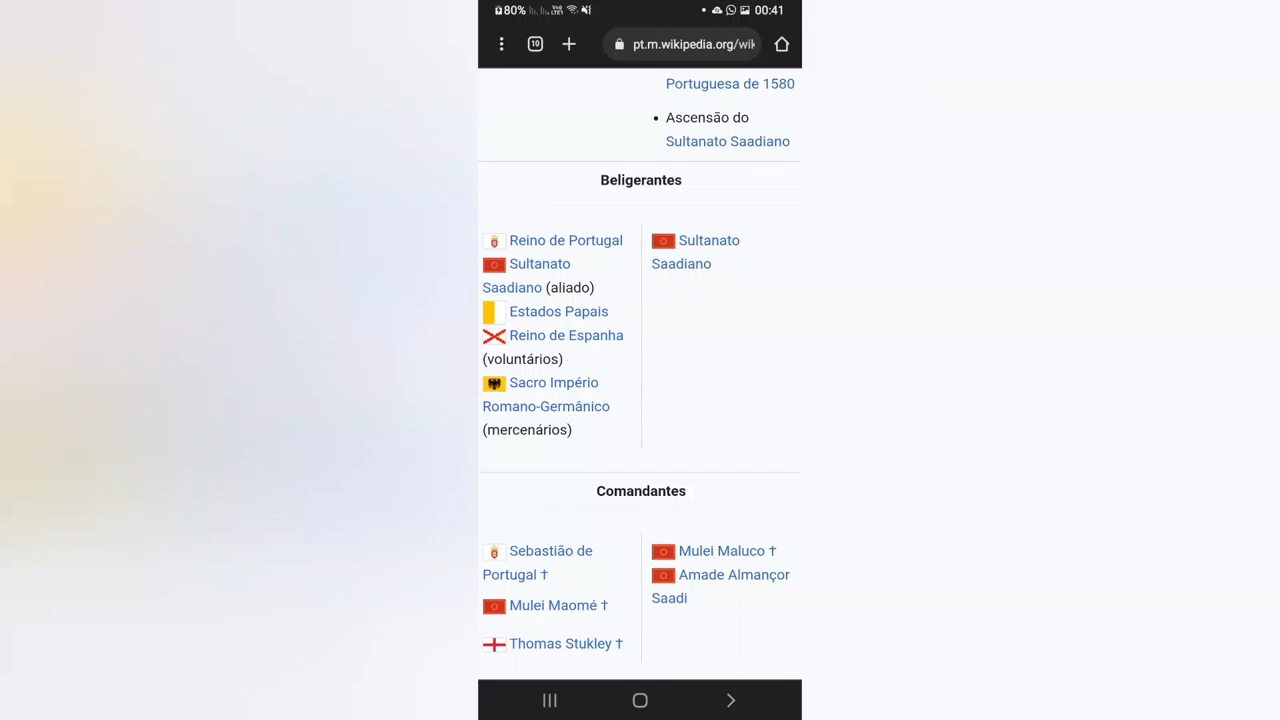 80% 00:41
10 pt.m.wikipedia.org/wik
Portuguesa de 1580
• Ascensão do
Sultanato Saadiano
Beligerantes
Reino de Portugal
Sultanato
Saadiano (aliado)
Estados Papais
Reino de Espanha
(voluntários)
Sacro Império
Romano-Germânico
(mercenários)
Sultanato
Saadiano
Comandantes
Sebastião de
Portugal †
Mulei Maomé †
Thomas Stukley †
Mulei Maluco †
Amade Almançor
Saadi